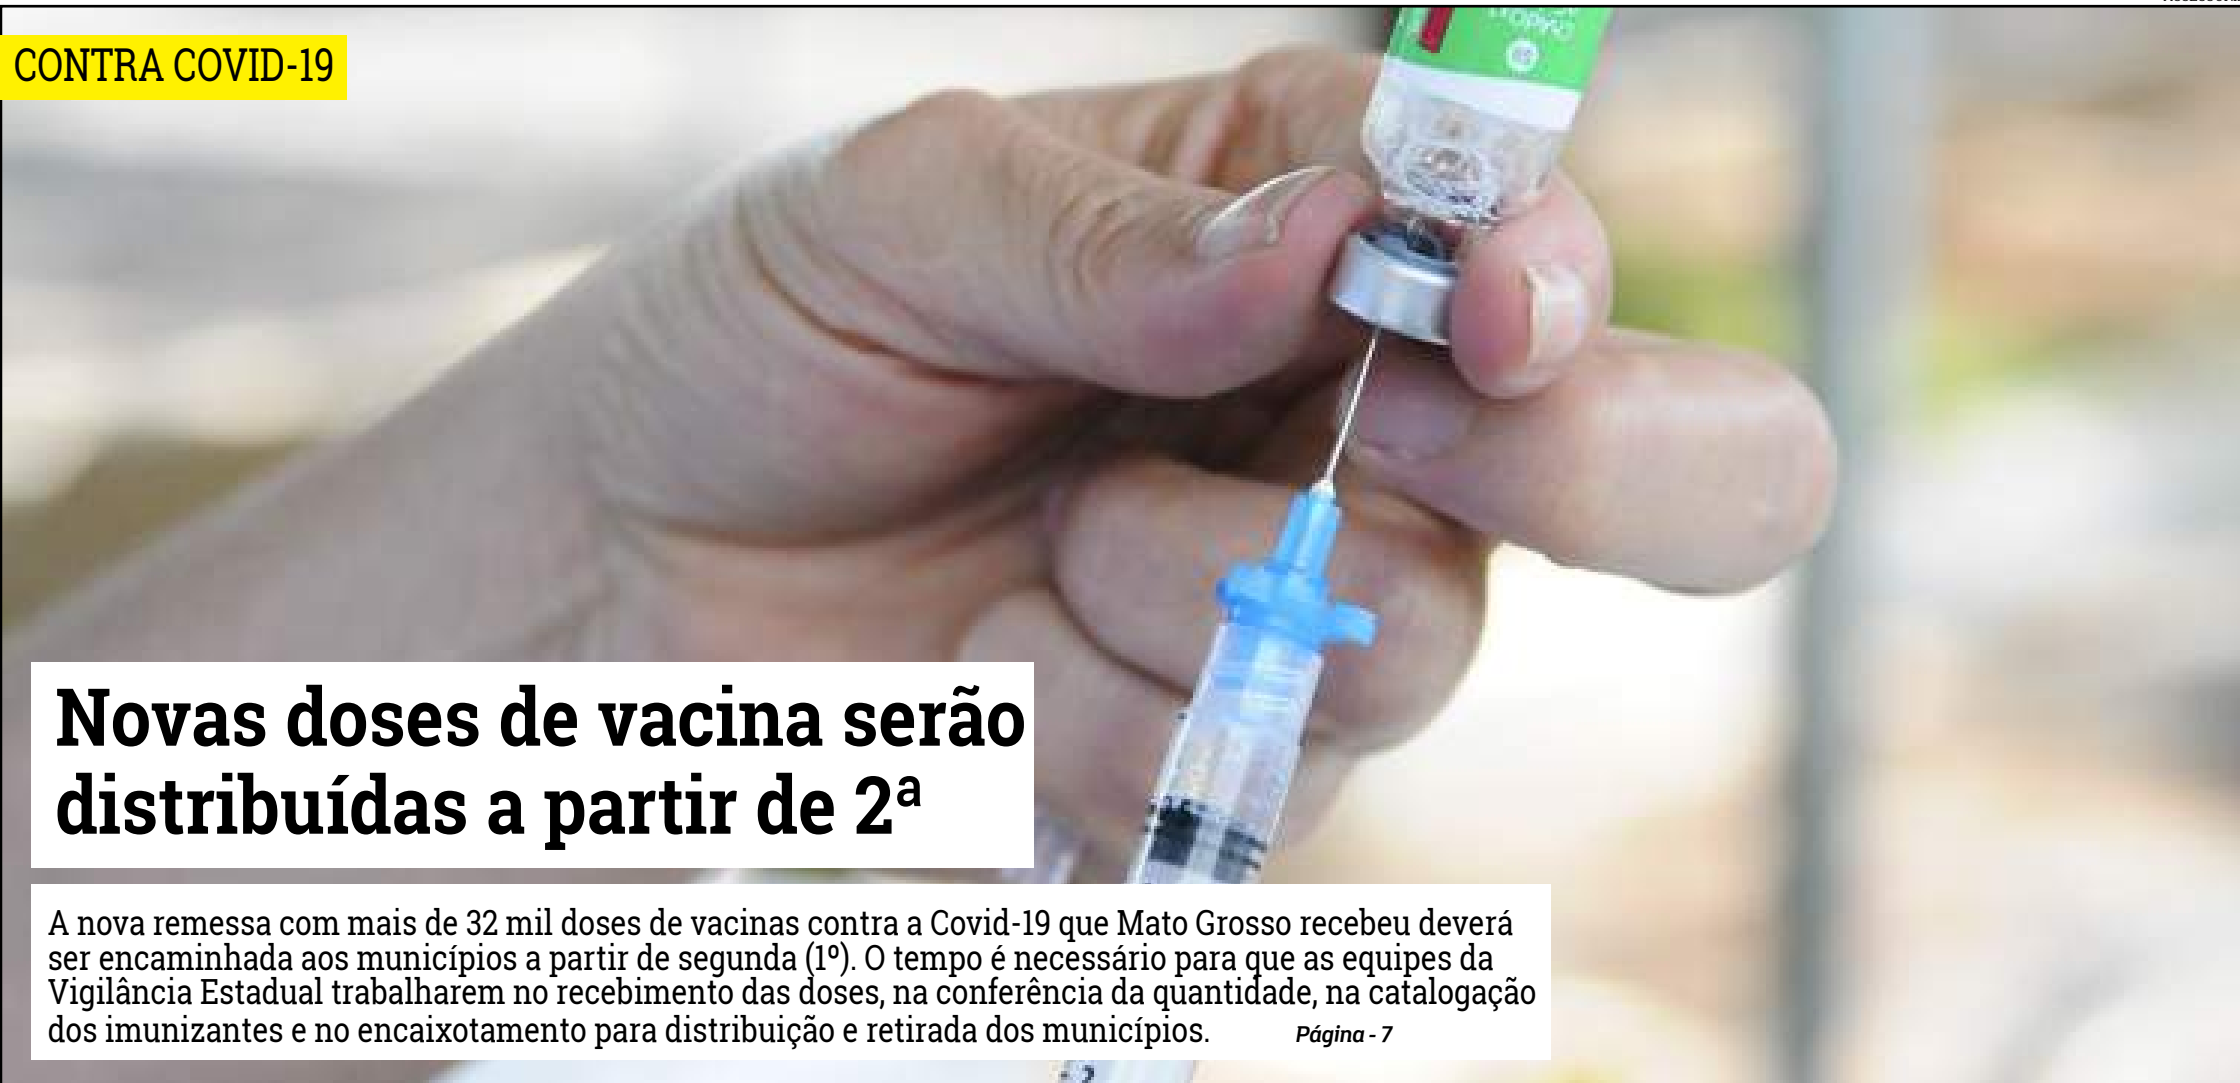 CONTRA COVID-19
Novas doses de vacina serão
distribuídas a partir de 2ª
A nova remessa com mais de 32 mil doses de vacinas contra a Covid-19 que Mato Grosso recebeu deverá
ser encaminhada aos municípios a partir de segunda (1º). O tempo é necessário para que as equipes da
Vigilância Estadual trabalharem no recebimento das doses, na conferência da quantidade, na catalogação
dos imunizantes e no encaixotamento para distribuição e retirada dos municípios. Página - 7